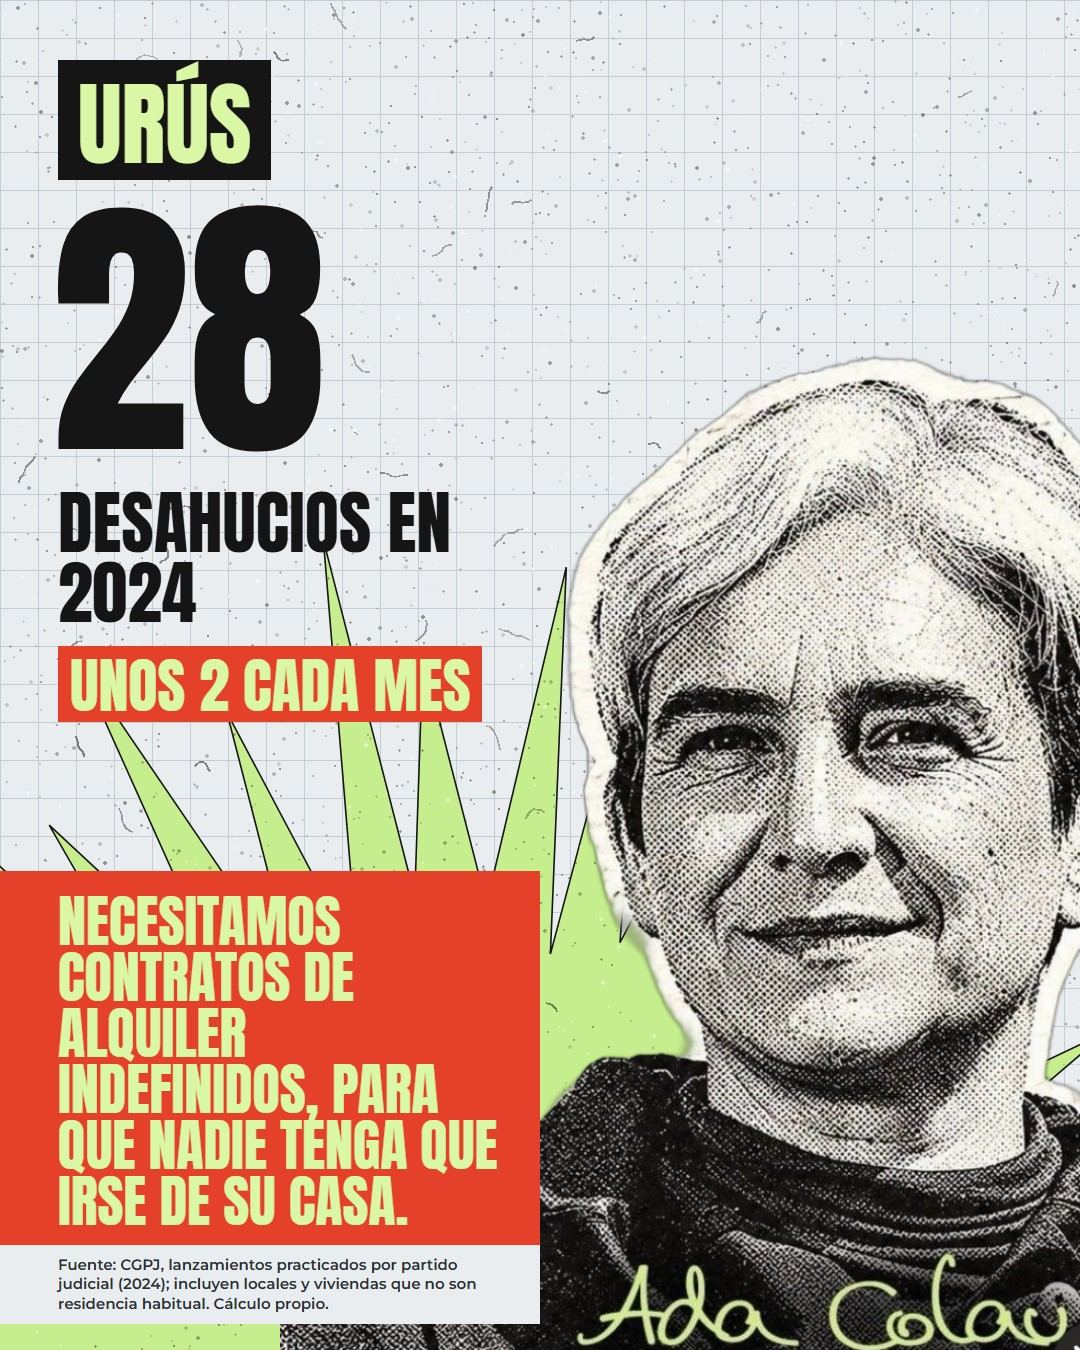 URÚS
28
DESAHUCIOS EN
2024
UNOS 2 CADA MES
NECESITAMOS
CONTRATOS DE
ALQUILER
INDEFINIDOS, PARA
QUE NADIE TENGA QUE
IRSE DE SU CASA.
Fuente: CGPJ, lanzamientos practicados por partido
judicial (2024); incluyen locales y viviendas que no son
residencia habitual. Cálculo propio.
Ada Colau